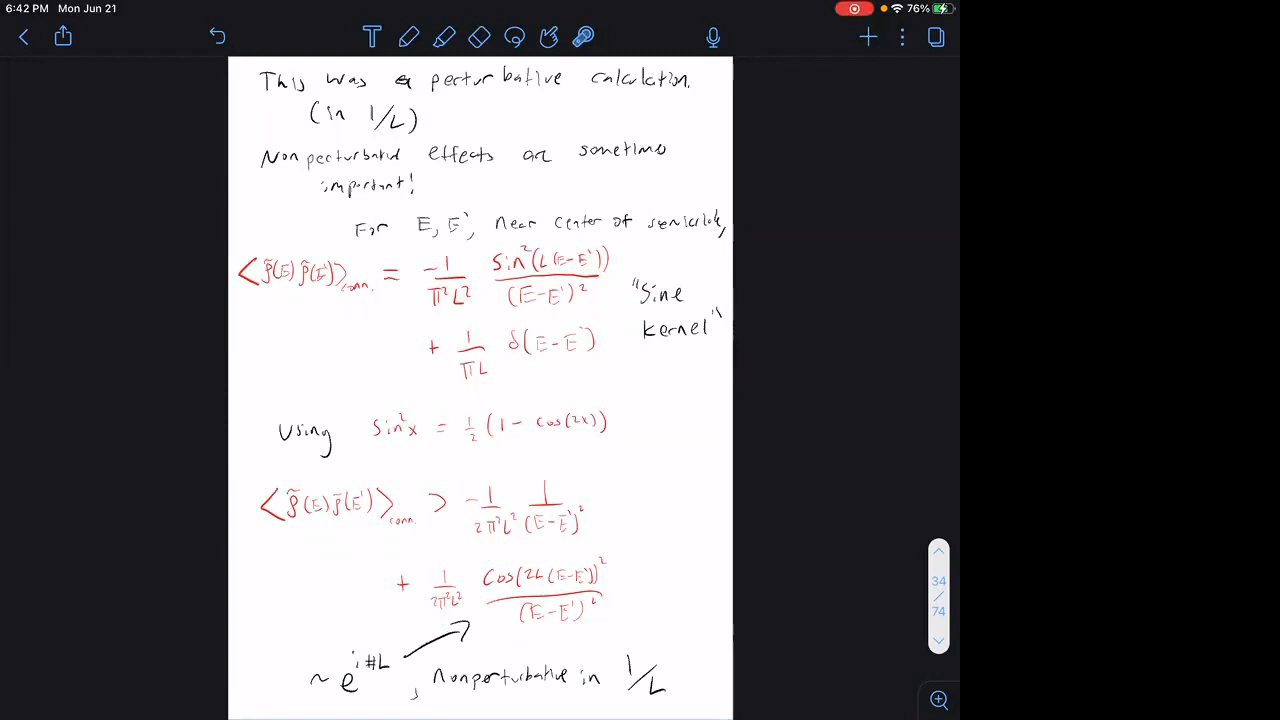 6:42 PM Mon Jun 21
76%
This was a perturbative calculation.
(in 1/L)
Nonperturbative effects are sometimes
important!
For E, E', near center of semicircle,
⟨ρ̃(E) ρ̃(E')⟩conn. = -1/π²L² sin²(L(E-E'))/(E-E')²
"Sine
kernel"
+ 1/πL δ(E-E')
Using sin²x = 1/2 (1 - cos(2x))
⟨ρ̃(E) ρ̃(E')⟩conn. > -1/2π²L² 1/(E-E')²
+ 1/2π²L² cos(2L(E-E'))²/(E-E')²
~ e^{i#L}, nonperturbative in 1/L
34
/
74